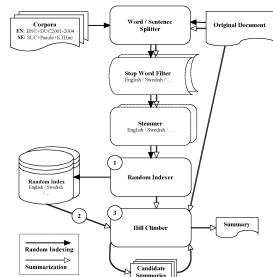 Corpora
EN: BNC+DUC2001-2004
SE: SUC+Parole+KTHnc
Word / Sentence
Splitter
Original Document
Stop Word Filter
English / Swedish / ...
Stemmer
English / Swedish / ...
1
Random Indexer
Random Index
English / Swedish
/ ...
2
3
Hill Climber
Summary
Random Indexing
Summarization
Candidate
Summaries